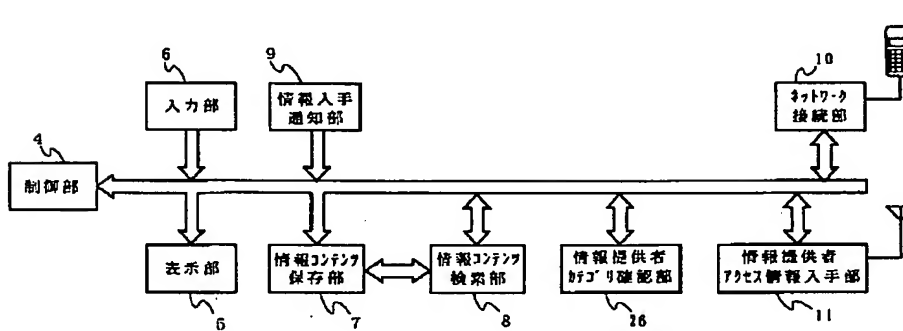 6
9
10
入力部
情報入手
通知部
ネットワーク
接続部
4
制御部
表示部
情報コンテンツ
保存部
情報コンテンツ
検索部
情報提供者
カテゴリ確認部
情報提供者
アクセス情報入手部
5
7
8
26
11